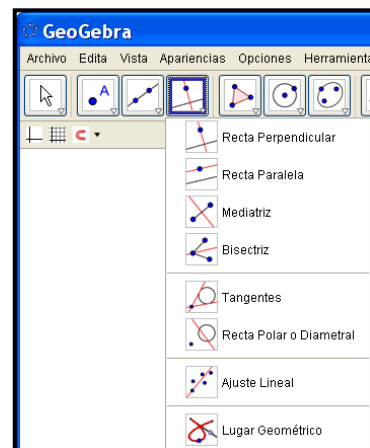 GeoGebra
Archivo Edita Vista Apariencias Opciones Herramienta
A
Recta Perpendicular
Recta Paralela
Mediatriz
Bisectriz
Tangentes
Recta Polar o Diametral
Ajuste Lineal
Lugar Geométrico